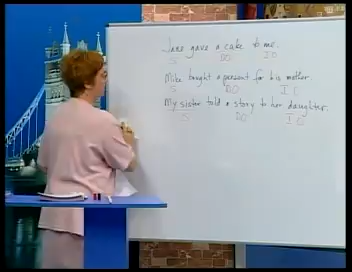 Jane gave a cake to me.
S DO IO
Mike bought a present for his mother.
S DO IO
My sister told a story to her daughter.
S DO IO